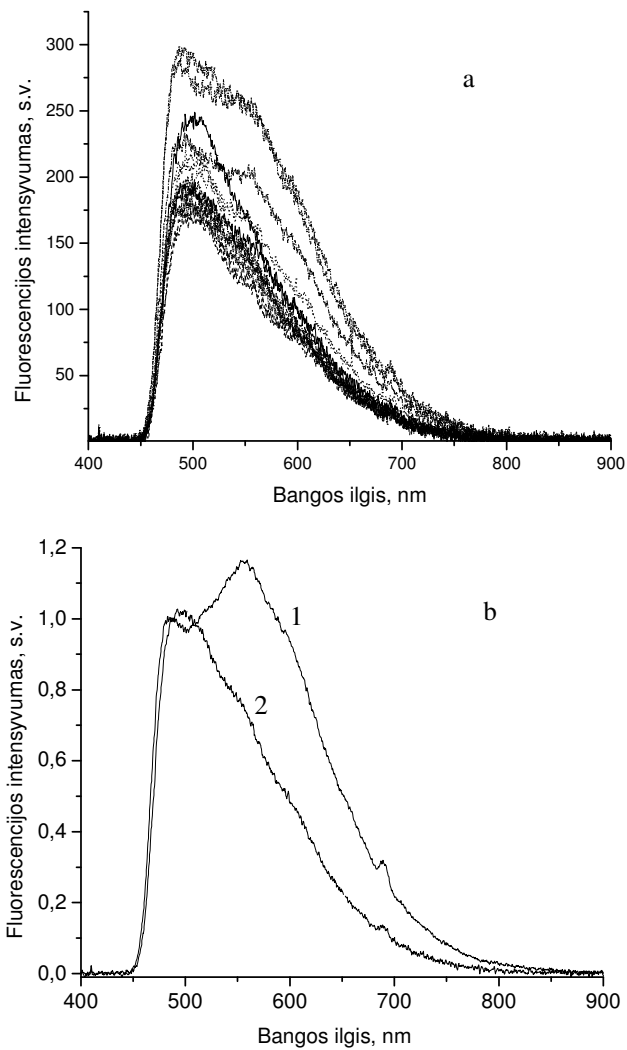 a
Fluorescencijos intensyvumas, s.v.
300
250
200
150
100
50
400 500 600 700 800 900
Bangos ilgis, nm
b
Fluorescencijos intensyvumas, s.v.
1,2
1,0
0,8
0,6
0,4
0,2
0,0
1
2
400 500 600 700 800 900
Bangos ilgis, nm